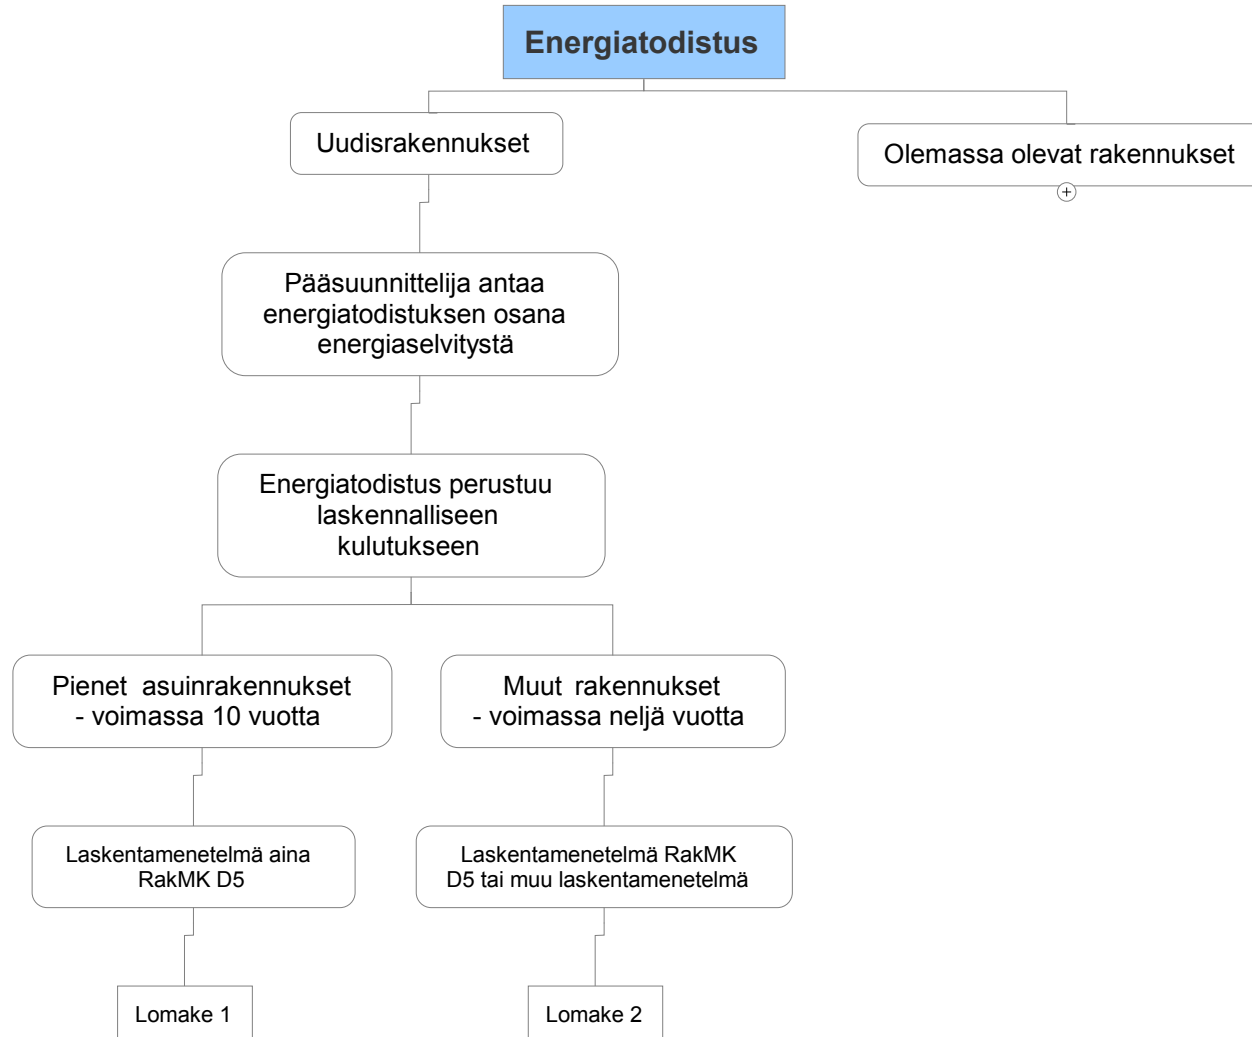 Energiatodistus
Uudisrakennukset
Olemassa olevat rakennukset
+
Pääsuunnittelija antaa
energiatodistuksen osana
energiaselvitystä
Energiatodistus perustuu
laskennalliseen
kulutukseen
Pienet asuinrakennukset
- voimassa 10 vuotta
Muut rakennukset
- voimassa neljä vuotta
Laskentamenetelmä aina
RakMK D5
Laskentamenetelmä RakMK
D5 tai muu laskentamenetelmä
Lomake 1
Lomake 2